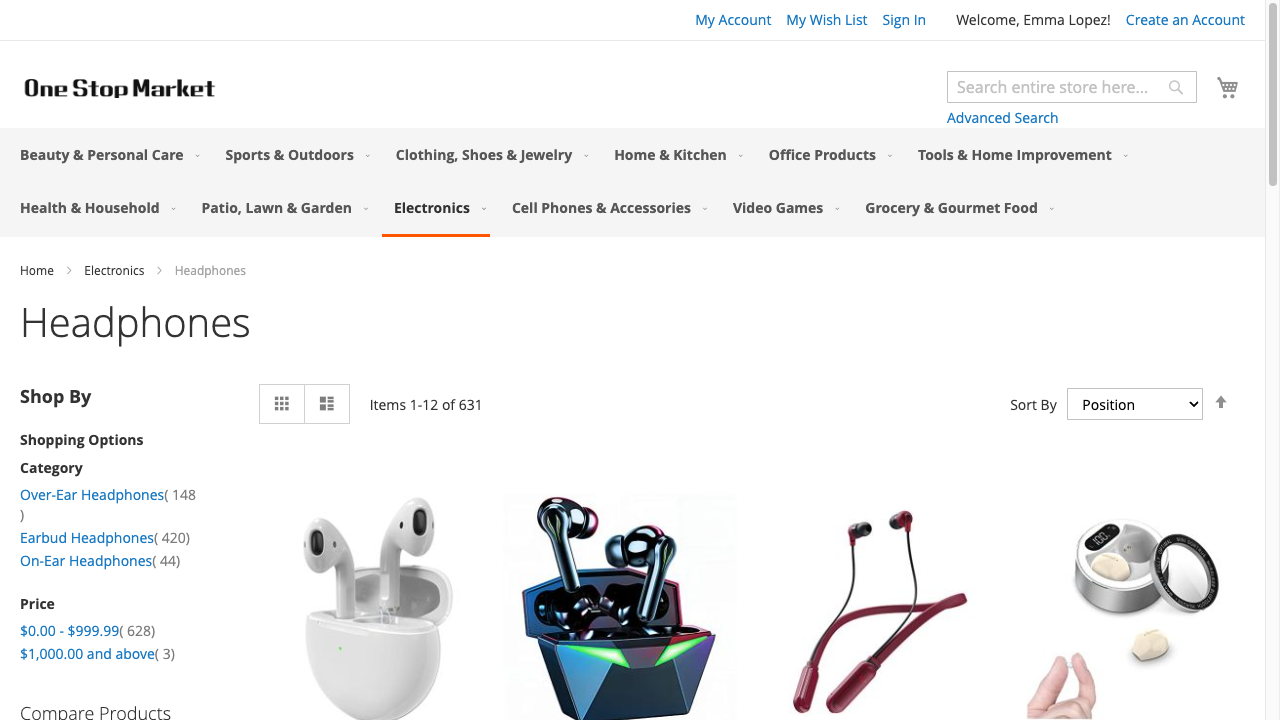 My Account My Wish List Sign In Welcome, Emma Lopez! Create an Account
One Stop Market
Search entire store here...
Advanced Search
Beauty & Personal Care Sports & Outdoors Clothing, Shoes & Jewelry Home & Kitchen Office Products Tools & Home Improvement
Health & Household Patio, Lawn & Garden Electronics Cell Phones & Accessories Video Games Grocery & Gourmet Food
Home Electronics Headphones
Headphones
Shop By
Items 1-12 of 631
Sort By Position
Shopping Options
Category
Over-Ear Headphones( 148
)
Earbud Headphones( 420)
On-Ear Headphones( 44)
Price
$0.00 - $999.99( 628)
$1,000.00 and above( 3)
Compare Products